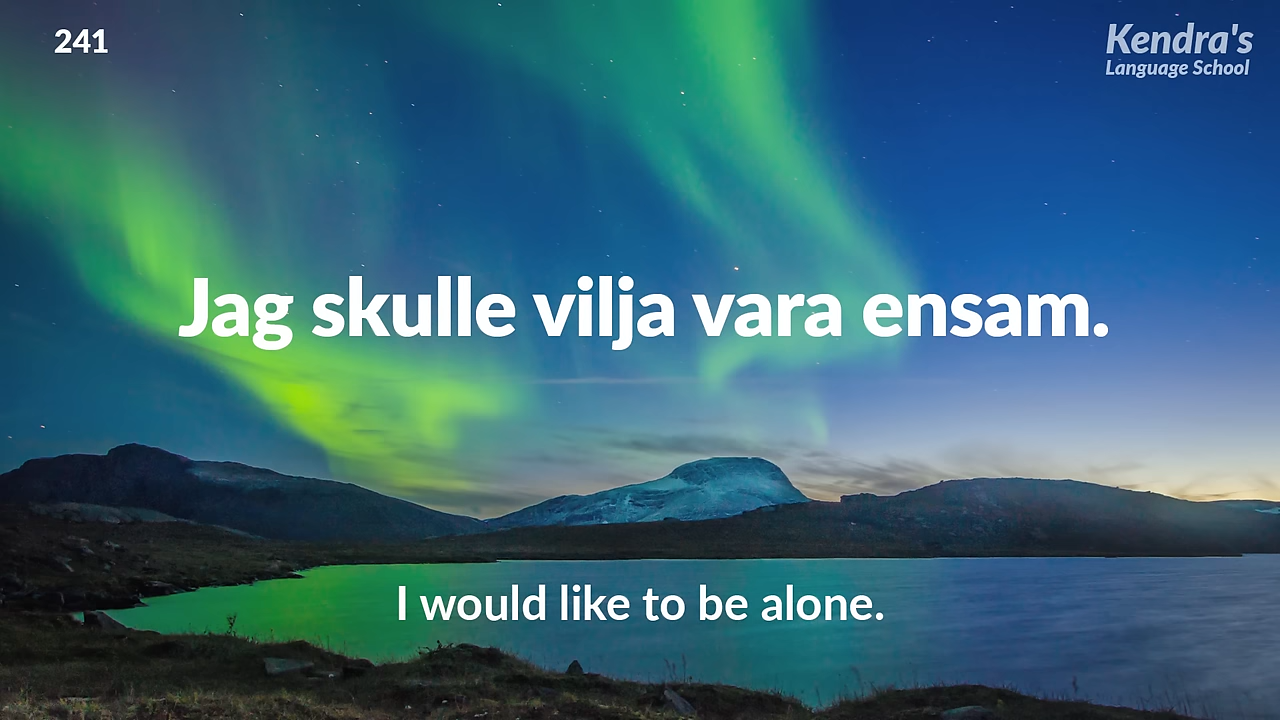 241
Kendra's
Language School
Jag skulle vilja vara ensam.
I would like to be alone.